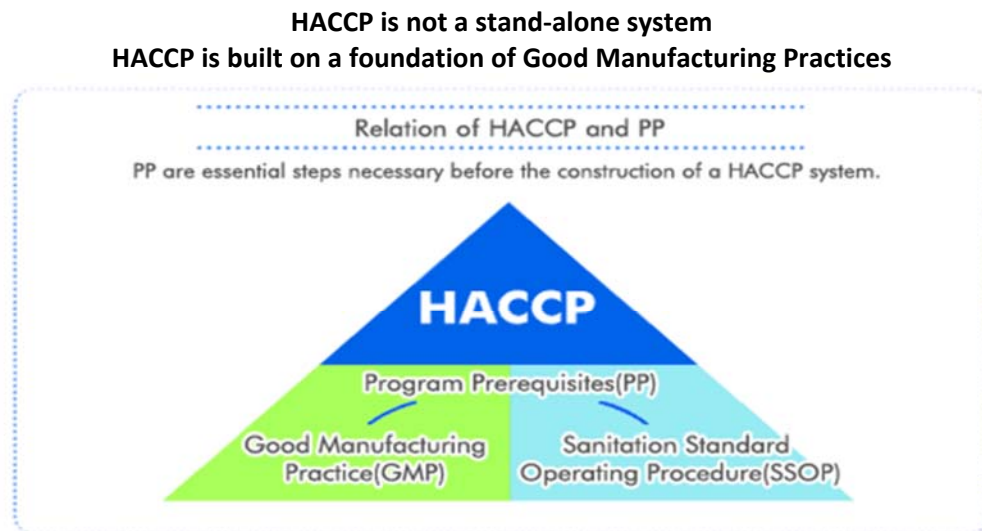 HACCP is not a stand-alone system
HACCP is built on a foundation of Good Manufacturing Practices
Relation of HACCP and PP
PP are essential steps necessary before the construction of a HACCP system.
HACCP
Program Prerequisites(PP)
Good Manufacturing
Practice(GMP)
Sanitation Standard
Operating Procedure(SSOP)